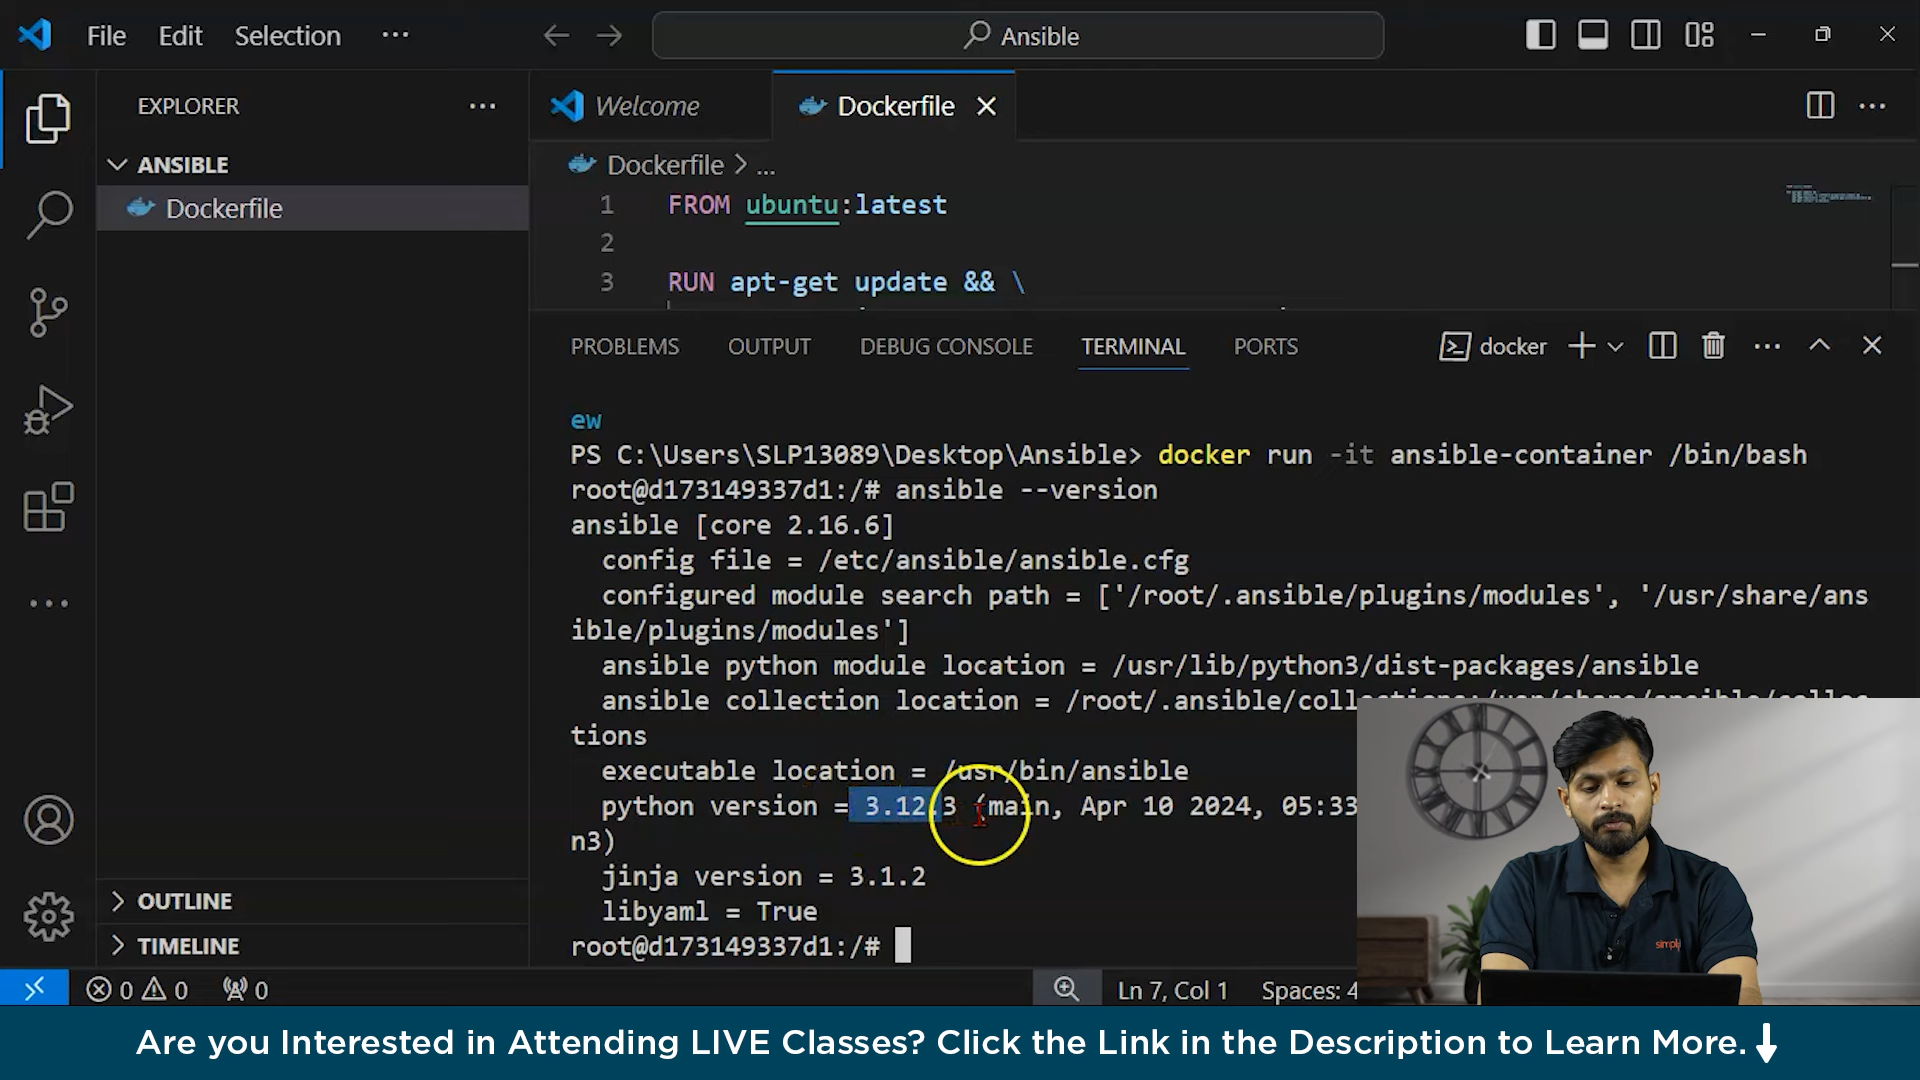 File Edit Selection ... Ansible
EXPLORER ...
Welcome Dockerfile
ANSIBLE
Dockerfile
Dockerfile > ...
1 FROM ubuntu:latest
2
3 RUN apt-get update && \
PROBLEMS OUTPUT DEBUG CONSOLE TERMINAL PORTS docker
ew
PS C:\Users\SLP13089\Desktop\Ansible> docker run -it ansible-container /bin/bash
root@d173149337d1:/# ansible --version
ansible [core 2.16.6]
config file = /etc/ansible/ansible.cfg
configured module search path = ['/root/.ansible/plugins/modules', '/usr/share/ans
ible/plugins/modules']
ansible python module location = /usr/lib/python3/dist-packages/ansible
ansible collection location = /root/.ansible/collections:/usr/share/ansible/collec
tions
executable location = /usr/bin/ansible
python version = 3.12.3 (main, Apr 10 2024, 05:33
n3)
jinja version = 3.1.2
libyaml = True
root@d173149337d1:/#
OUTLINE
TIMELINE
0 0 0 Ln 7, Col 1 Spaces: 4
simpli
Are you Interested in Attending LIVE Classes? Click the Link in the Description to Learn More.